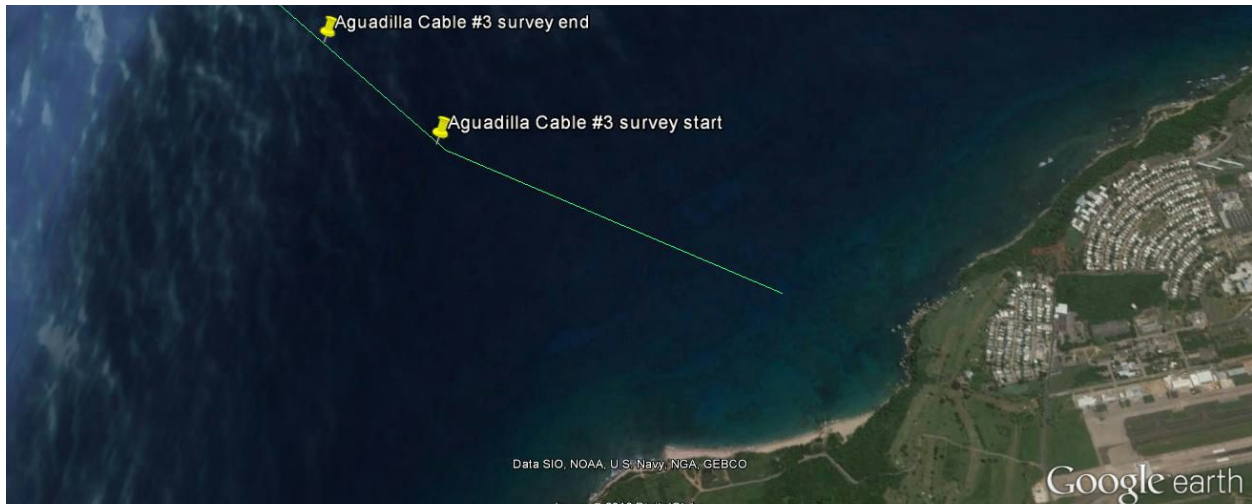 Aguadilla Cable #3 survey end
Aguadilla Cable #3 survey start
Data SIO, NOAA, U.S. Navy, NGA, GEBCO
Google earth